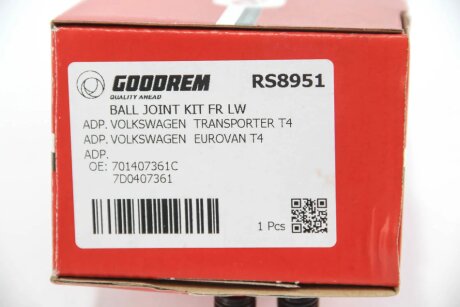 GOODREM
QUALITY AHEAD
RS8951
BALL JOINT KIT FR LW
ADP. VOLKSWAGEN TRANSPORTER T4
ADP. VOLKSWAGEN EUROVAN T4
ADP.
OE: 701407361C
7D0407361
1 Pcs